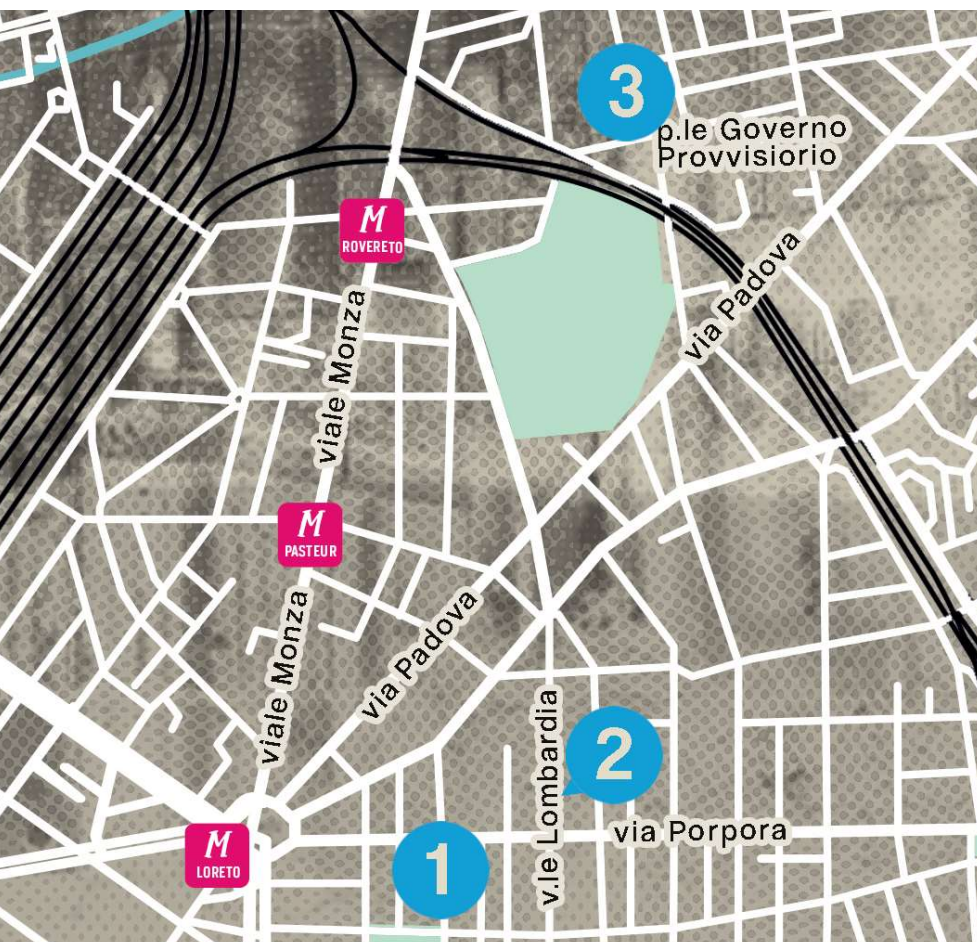 3
p.le Governo
Provvisiorio
M
ROVERETO
via Padova
viale Monza
M
PASTEUR
viale Monza
via Padova
v.le Lombardia
2
via Porpora
M
LORETO
1